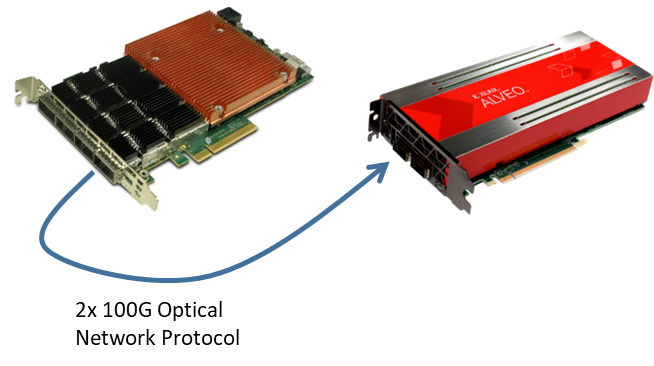 XILINX
ALVEO.
2x 100G Optical
Network Protocol